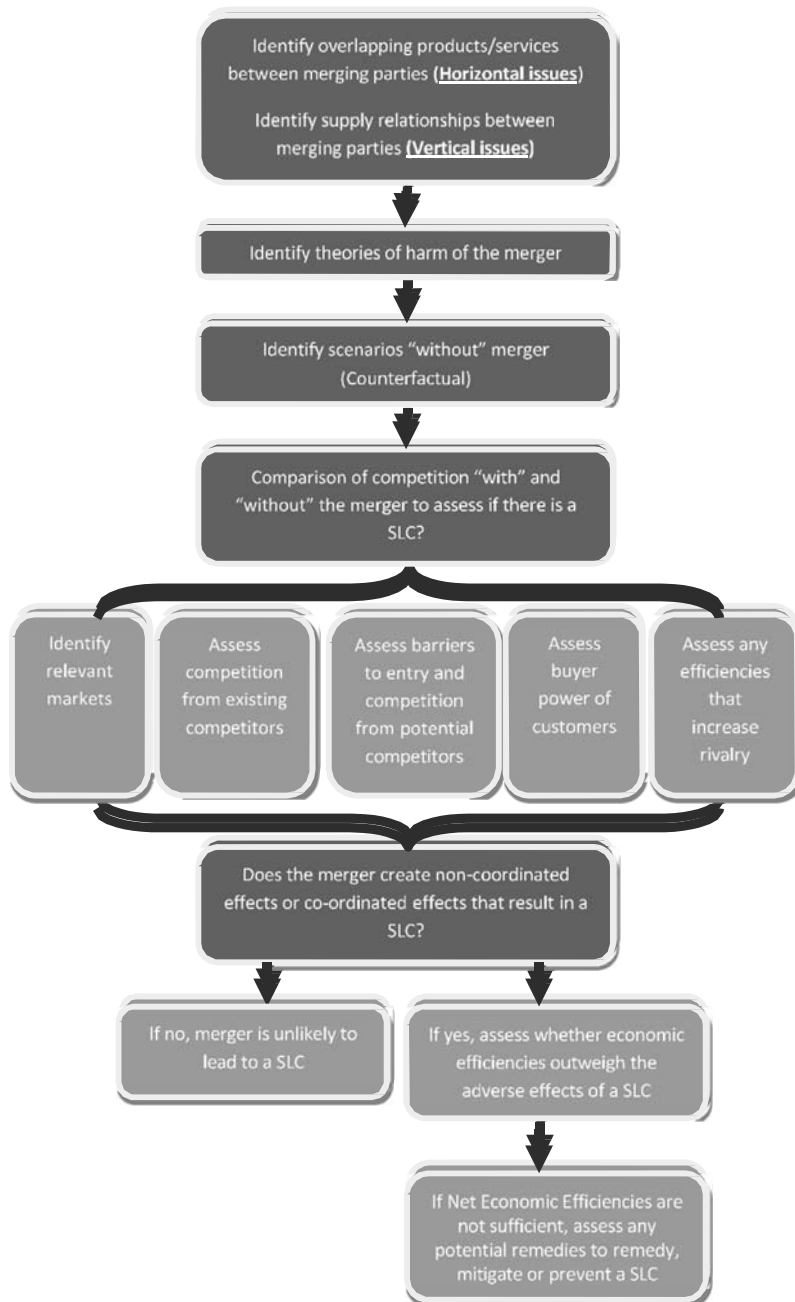 Identify overlapping products/services
between merging parties (Horizontal issues)
Identify supply relationships between
merging parties (Vertical issues)
Identify theories of harm of the merger
Identify scenarios “without” merger
(Counterfactual)
Comparison of competition “with” and
“without” the merger to assess if there is a
SLC?
Identify
relevant
markets
Assess
competition
from existing
competitors
Assess barriers
to entry and
competition
from potential
competitors
Assess
buyer
power of
customers
Assess any
efficiencies
that
increase
rivalry
Does the merger create non-coordinated
effects or co-ordinated effects that result in a
SLC?
If no, merger is unlikely to
lead to a SLC
If yes, assess whether economic
efficiencies outweigh the
adverse effects of a SLC
If Net Economic Efficiencies are
not sufficient, assess any
potential remedies to remedy,
mitigate or prevent a SLC